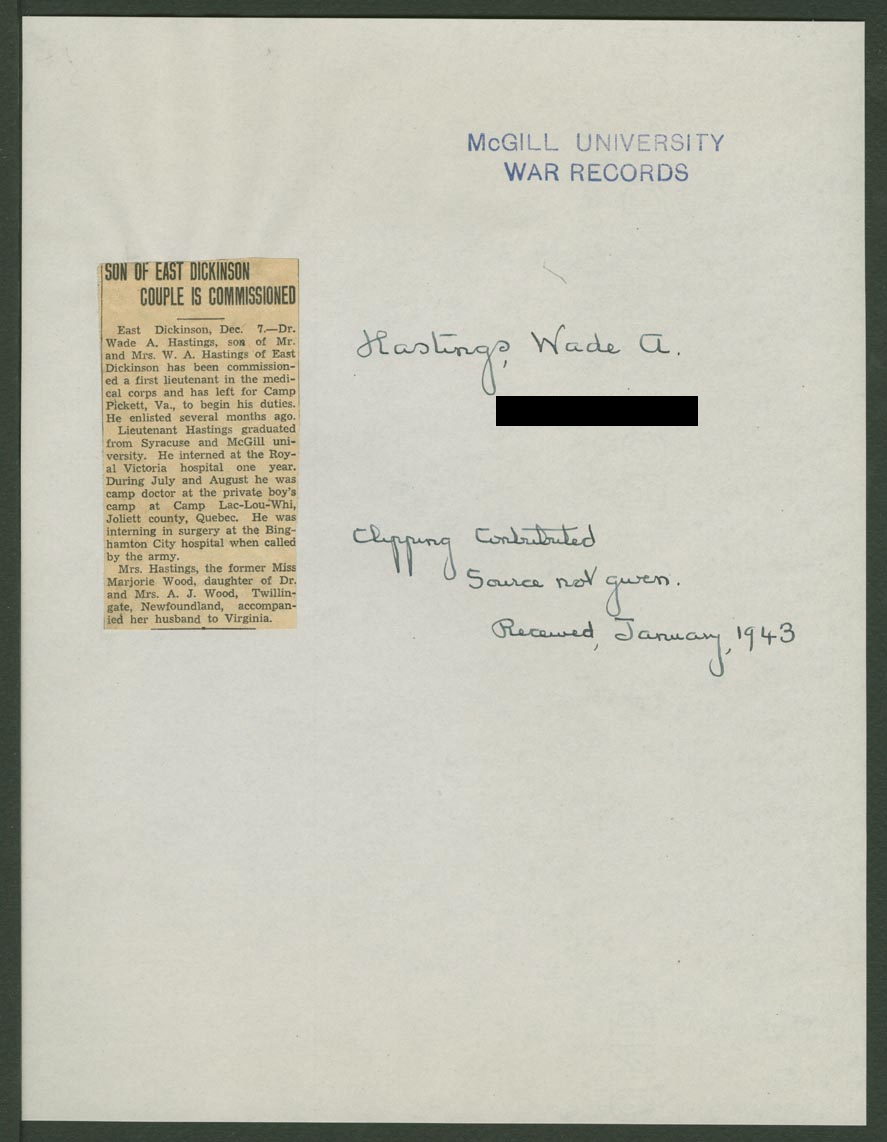 McGILL UNIVERSITY
WAR RECORDS
SON OF EAST DICKINSON
COUPLE IS COMMISSIONED
East Dickinson, Dec. 7.—Dr.
Wade A. Hastings, son of Mr.
and Mrs. W. A. Hastings of East
Dickinson has been commission-
ed a first lieutenant in the medi-
cal corps and has left for Camp
Pickett, Va., to begin his duties.
He enlisted several months ago.
Lieutenant Hastings graduated
from Syracuse and McGill uni-
versity. He interned at the Roy-
al Victoria hospital one year.
During July and August he was
camp doctor at the private boy's
camp at Camp Lac-Lou-Whi,
Joliett county, Quebec. He was
interning in surgery at the Bing-
hamton City hospital when called
by the army.
Mrs. Hastings, the former Miss
Marjorie Wood, daughter of Dr.
and Mrs. A. J. Wood, Twillin-
gate, Newfoundland, accompan-
ied her husband to Virginia.
Hastings, Wade A.
Clipping Contributed
Source not given.
Received, January, 1943